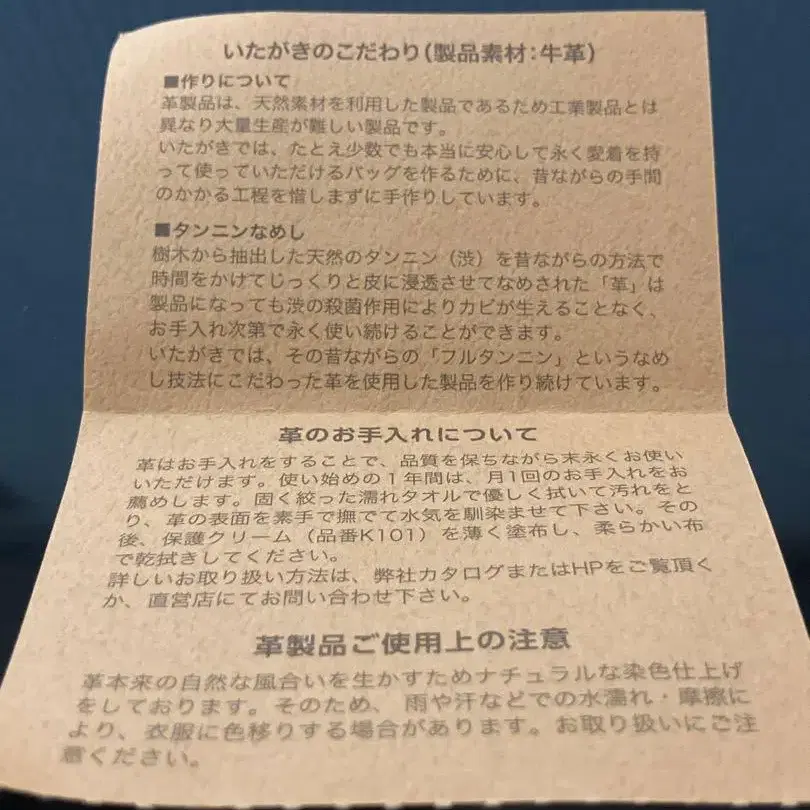 いたがきのこだわり(製品素材:牛革)
■作りについて
革製品は、天然素材を利用した製品であるため工業製品とは
異なり大量生産が難しい製品です。
いたがきでは、たとえ少数でも本当に安心して永く愛着を持
って使っていただけるバッグを作るために、昔ながらの手間
のかかる工程を惜しまずに手作りしています。
■タンニンなめし
樹木から抽出した天然のタンニン(渋)を昔ながらの方法で
時間をかけてじっくりと皮に浸透させてなめされた「革」は
製品になっても渋の殺菌作用によりカビが生えることなく、
お手入れ次第で永く使い続けることができます。
いたがきでは、その昔ながらの「フルタンニン」というなめ
し技法にこだわった革を使用した製品を作り続けています。
革のお手入れについて
革はお手入れをすることで、品質を保ちながら末永くお使い
いただけます。使い始めの1年間は、月1回のお手入れをお
薦めします。固く絞った濡れタオルで優しく拭いて汚れをと
り、革の表面を素手で撫でて水気を馴染ませて下さい。その
後、保護クリーム(品番K101)を薄く塗布し、柔らかい布
で乾拭きしてください。
詳しいお取り扱い方法は、弊社カタログまたはHPをご覧頂く
か、直営店にてお問い合わせ下さい。
革製品ご使用上の注意
革本来の自然な風合いを生かすためナチュラルな染色仕上げ
をしております。そのため、雨や汗などでの水濡れ・摩擦に
より、衣服に色移りする場合があります。お取り扱いにご注
意ください。